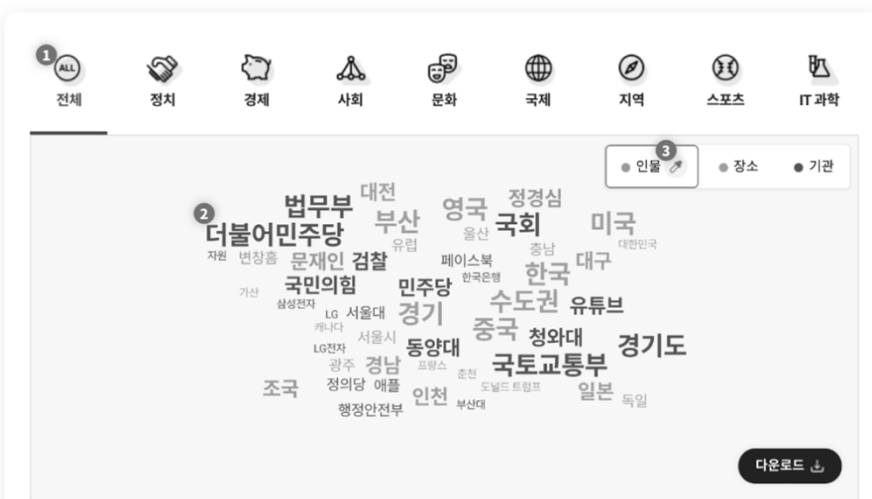 1
ALL
전체 정치 경제 사회 문화 국제 지역 스포츠 IT 과학
3
인물 장소 기관
대전 정경심
2 법무부 영국 미국
부산 국회
더불어민주당 울산 대한민국
유럽 충남
자원 변창흠 문재인 검찰 페이스북 대구
한국은행 한국
국민의힘 민주당
가산 수도권 유튜브
삼성전자
LG 서울대 경기
캐나다 중국
서울시 청와대
LG전자 동양대 경기도
광주 경남 프랑스 국토교통부
춘천
조국 정의당 애플 도널드 트럼프 일본
인천 독일
행정안전부 부산대
다운로드